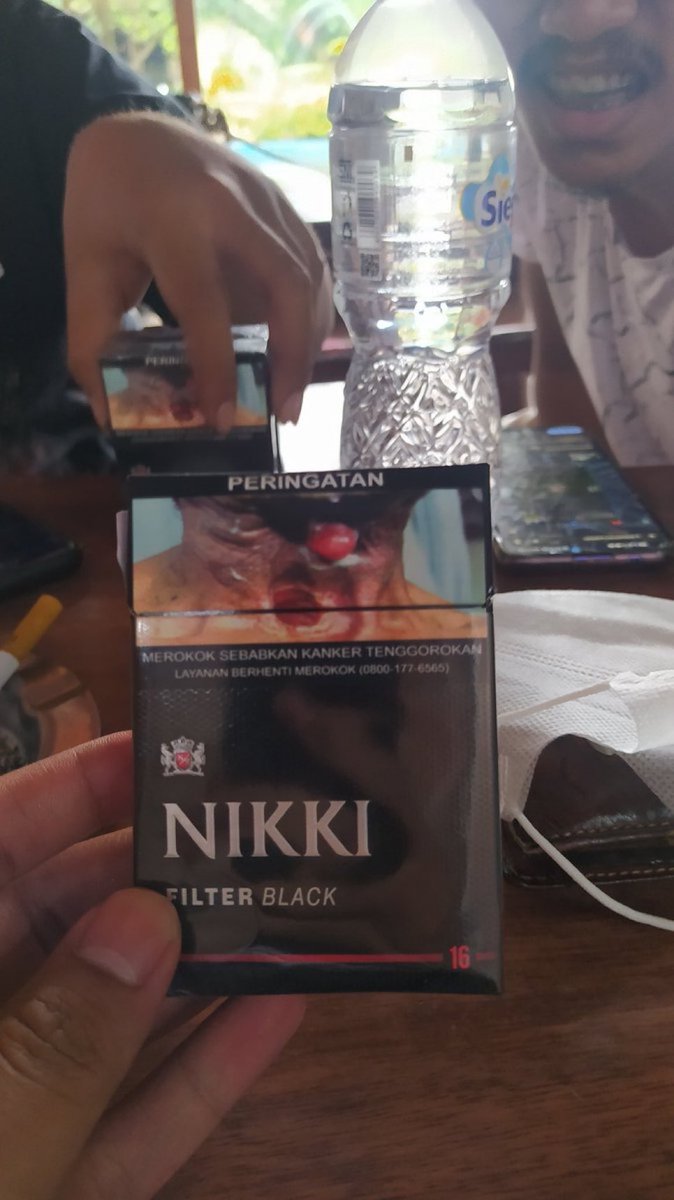 PERINGATAN
MEROKOK SEBABKAN KANKER TENGGOROKAN
LAYANAN BERHENTI MEROKOK (0800-177-6565)
NIKKI
FILTER BLACK
16